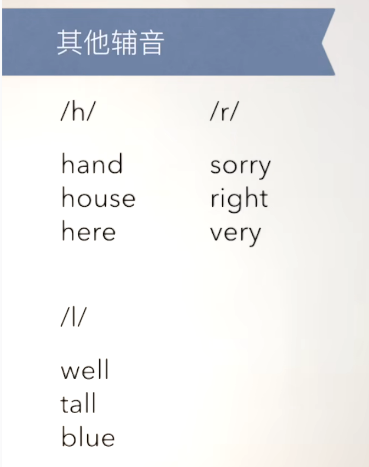 其他辅音
/h/
hand
house
here
/r/
sorry
right
very
/l/
well
tall
blue